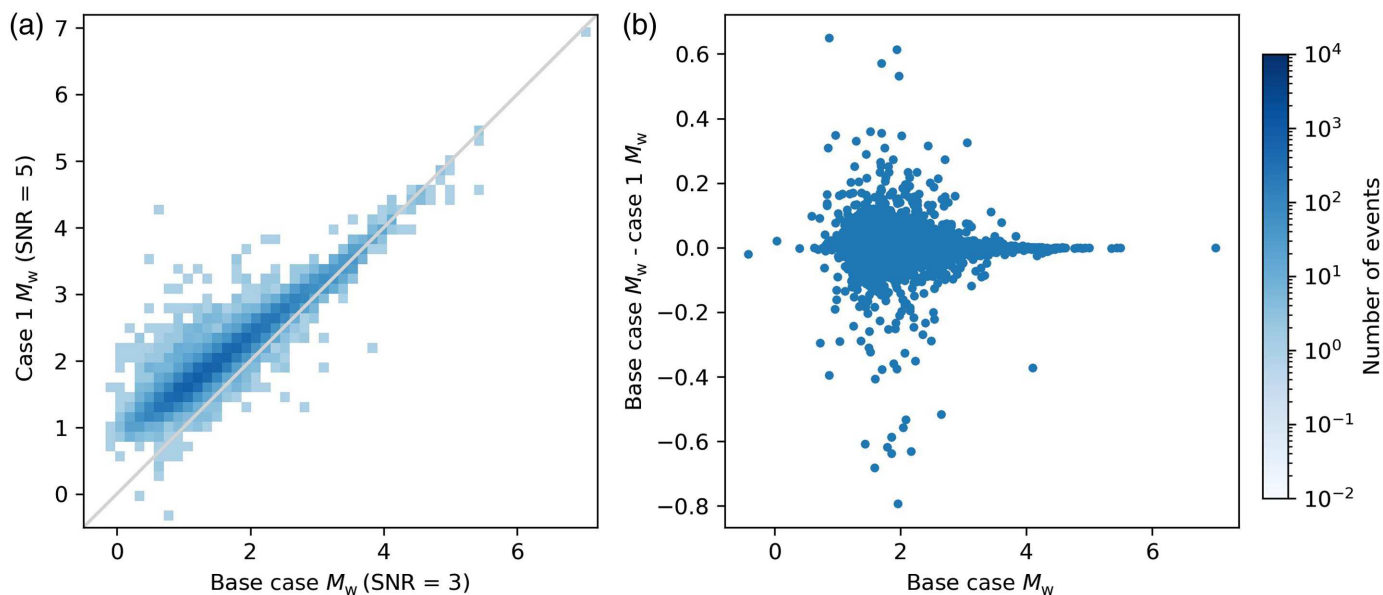 (a)
7
6
5
4
3
2
1
0
0 2 4 6
Case 1 Mw (SNR = 5)
Base case Mw (SNR = 3)
(b)
0.6
0.4
0.2
0.0
−0.2
−0.4
−0.6
−0.8
0 2 4 6
Base case Mw - case 1 Mw
Base case Mw
10^4
10^3
10^2
10^1
10^0
10^−1
10^−2
Number of events